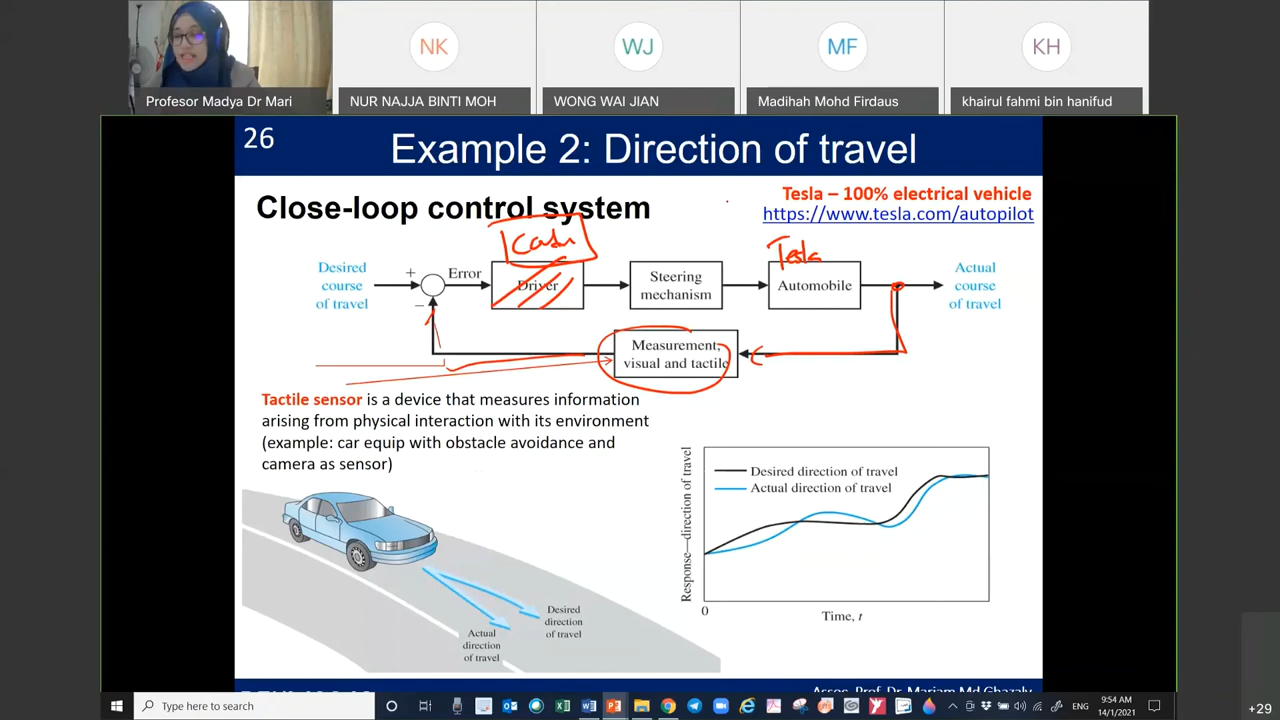 NK
WJ
MF
KH
Profesor Madya Dr Mari
NUR NAJJA BINTI MOH
WONG WAI JIAN
Madihah Mohd Firdaus
khairul fahmi bin hanifud
26
Example 2: Direction of travel
Close-loop control system
Tesla – 100% electrical vehicle
https://www.tesla.com/autopilot
Tesla
Desired
course
of travel
+
−
Error
Driver
Steering
mechanism
Automobile
Actual
course
of travel
Measurement,
visual and tactile
Tactile sensor is a device that measures information
arising from physical interaction with its environment
(example: car equip with obstacle avoidance and
camera as sensor)
Desired
direction
of travel
Actual
direction
of travel
Response—direction of travel
Desired direction of travel
Actual direction of travel
0
Time, t
Assoc. Prof. Dr. Mariam Md Ghazaly
Type here to search
ENG
9:54 AM
14/1/2021
+29